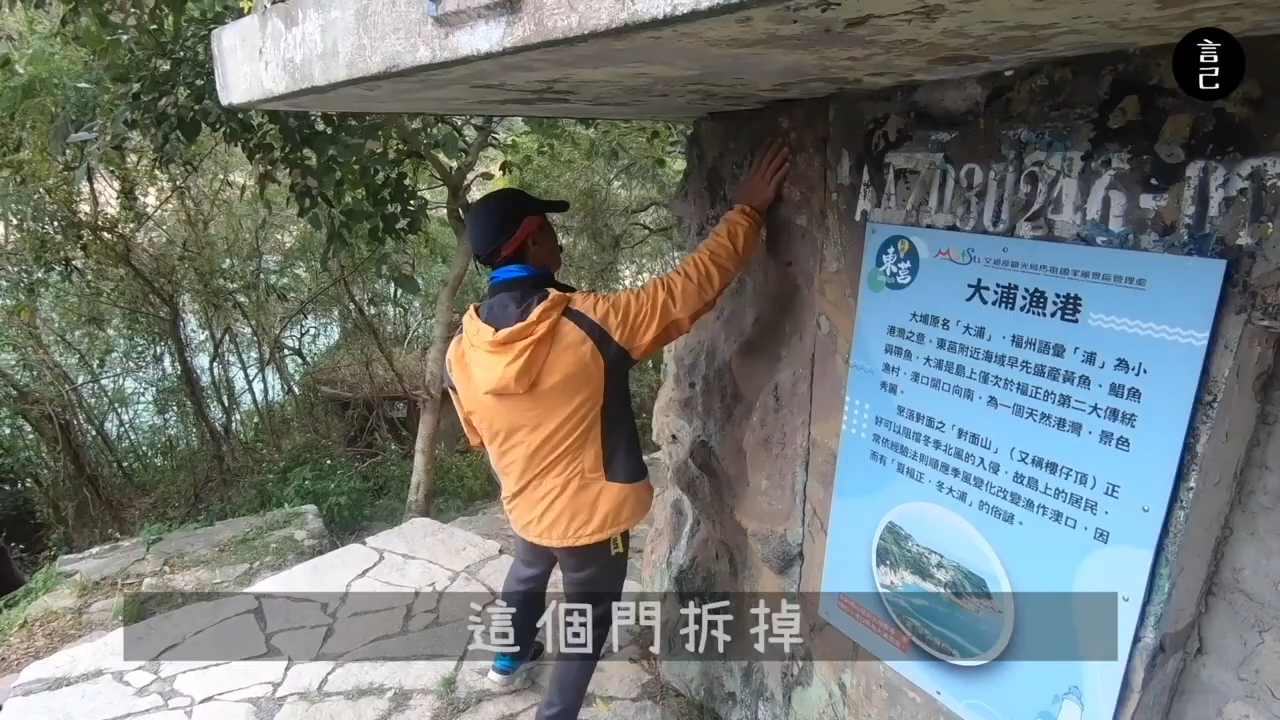 言己
AA7030246-01
東莒
交通部觀光局馬祖國家風景區管理處
大浦漁港
大埔原名「大浦」，福州語彙「浦」為小
港灣之意。東莒附近海域早先盛產黃魚、鯧魚
與帶魚，大浦是島上僅次於福正的第二大傳統
漁村，澳口開口向南，為一個天然港灣，景色
秀麗。
聚落對面之「對面山」（又稱樓仔頂）正
好可以阻擋冬季北風的入侵，故島上的居民，
常依經驗法則順應季風變化改變漁作澳口，因
而有「夏福正，冬大浦」的俗諺。
這個門拆掉